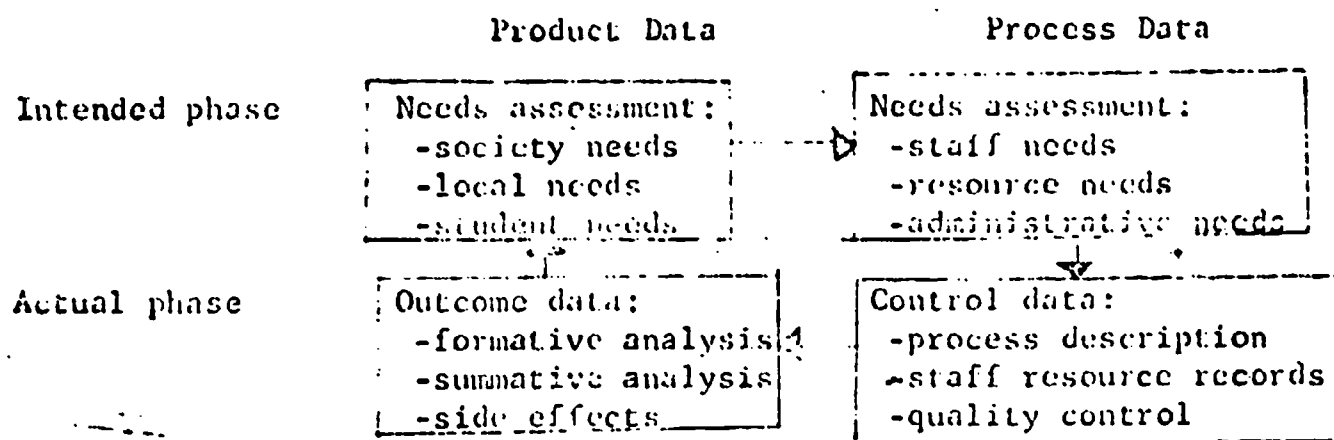 Product Data Process Data
Intended phase
Needs assessment:
-society needs
-local needs
-student needs
Needs assessment:
-staff needs
-resource needs
-administrative needs
Actual phase
Outcome data:
-formative analysis
-summative analysis
-side effects
Control data:
-process description
-staff resource records
-quality control